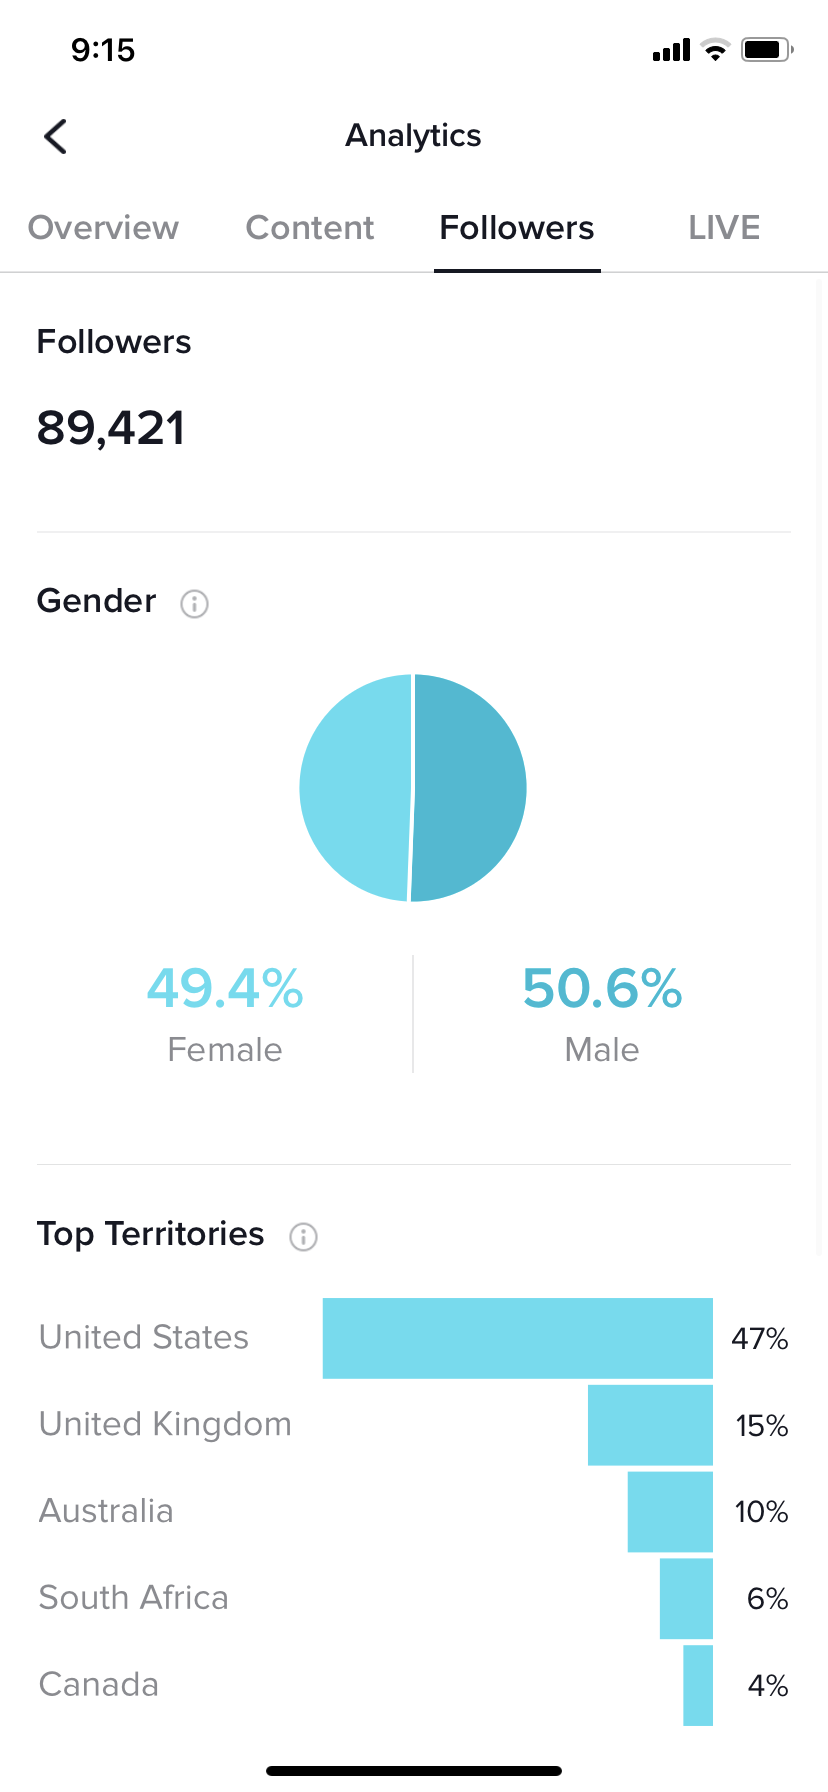 9:15
Analytics
Overview Content Followers LIVE
Followers
89,421
Gender
49.4% 50.6%
Female Male
Top Territories
United States 47%
United Kingdom 15%
Australia 10%
South Africa 6%
Canada 4%